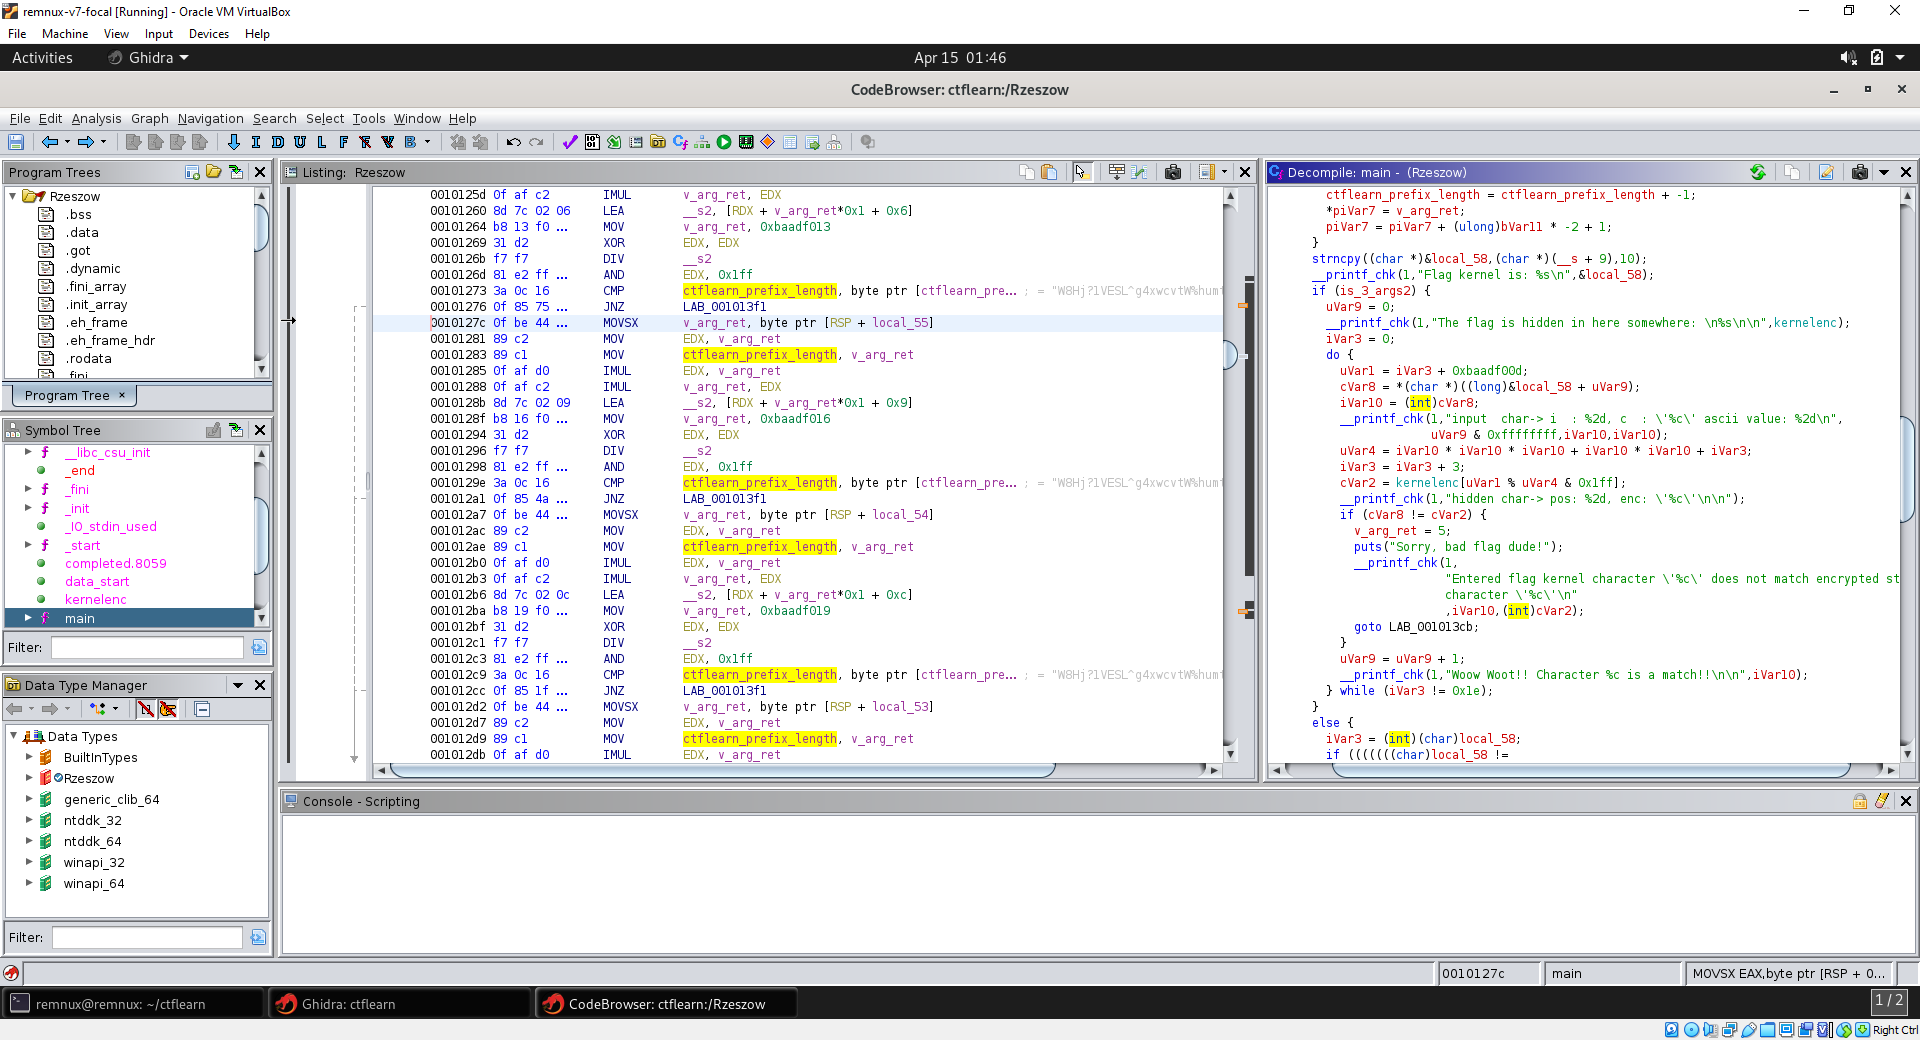 remnux-v7-focal [Running] - Oracle VM VirtualBox
File Machine View Input Devices Help
Activities Ghidra Apr 15 01:46
CodeBrowser: ctflearn:/Rzeszow
File Edit Analysis Graph Navigation Search Select Tools Window Help
I D U L F B
Program Trees
Rzeszow
.bss
.data
.got
.dynamic
.fini_array
.init_array
.eh_frame
.eh_frame_hdr
.rodata
.fini
Program Tree ×
Symbol Tree
__libc_csu_init
_end
_fini
_init
_IO_stdin_used
_start
completed.8059
data_start
kernelenc
main
Filter:
Data Type Manager
Data Types
BuiltInTypes
Rzeszow
generic_clib_64
ntddk_32
ntddk_64
winapi_32
winapi_64
Filter:
Listing: Rzeszow
0010125d 0f af c2 IMUL v_arg_ret, EDX
00101260 8d 7c 02 06 LEA __s2, [RDX + v_arg_ret*0x1 + 0x6]
00101264 b8 13 f0 ... MOV v_arg_ret, 0xbaadf013
00101269 31 d2 XOR EDX, EDX
0010126b f7 f7 DIV __s2
0010126d 81 e2 ff ... AND EDX, 0x1ff
00101273 3a 0c 16 CMP ctflearn_prefix_length, byte ptr [ctflearn_pre... ; = "W8Hj?1VESL^g4xwcvtW%humt
00101276 0f 85 75 ... JNZ LAB_001013f1
0010127c 0f be 44 ... MOVSX v_arg_ret, byte ptr [RSP + local_55]
00101281 89 c2 MOV EDX, v_arg_ret
00101283 89 c1 MOV ctflearn_prefix_length, v_arg_ret
00101285 0f af d0 IMUL EDX, v_arg_ret
00101288 0f af c2 IMUL v_arg_ret, EDX
0010128b 8d 7c 02 09 LEA __s2, [RDX + v_arg_ret*0x1 + 0x9]
0010128f b8 16 f0 ... MOV v_arg_ret, 0xbaadf016
00101294 31 d2 XOR EDX, EDX
00101296 f7 f7 DIV __s2
00101298 81 e2 ff ... AND EDX, 0x1ff
0010129e 3a 0c 16 CMP ctflearn_prefix_length, byte ptr [ctflearn_pre... ; = "W8Hj?1VESL^g4xwcvtW%humt
001012a1 0f 85 4a ... JNZ LAB_001013f1
001012a7 0f be 44 ... MOVSX v_arg_ret, byte ptr [RSP + local_54]
001012ac 89 c2 MOV EDX, v_arg_ret
001012ae 89 c1 MOV ctflearn_prefix_length, v_arg_ret
001012b0 0f af d0 IMUL EDX, v_arg_ret
001012b3 0f af c2 IMUL v_arg_ret, EDX
001012b6 8d 7c 02 0c LEA __s2, [RDX + v_arg_ret*0x1 + 0xc]
001012ba b8 19 f0 ... MOV v_arg_ret, 0xbaadf019
001012bf 31 d2 XOR EDX, EDX
001012c1 f7 f7 DIV __s2
001012c3 81 e2 ff ... AND EDX, 0x1ff
001012c9 3a 0c 16 CMP ctflearn_prefix_length, byte ptr [ctflearn_pre... ; = "W8Hj?1VESL^g4xwcvtW%humt
001012cc 0f 85 1f ... JNZ LAB_001013f1
001012d2 0f be 44 ... MOVSX v_arg_ret, byte ptr [RSP + local_53]
001012d7 89 c2 MOV EDX, v_arg_ret
001012d9 89 c1 MOV ctflearn_prefix_length, v_arg_ret
001012db 0f af d0 IMUL EDX, v_arg_ret
Decompile: main - (Rzeszow)
ctflearn_prefix_length = ctflearn_prefix_length + -1;
*piVar7 = v_arg_ret;
piVar7 = piVar7 + (ulong)bVar11 * -2 + 1;
}
strncpy((char *)&local_58,(char *)(__s + 9),10);
__printf_chk(1,"Flag kernel is: %s\n",&local_58);
if (is_3_args2) {
uVar9 = 0;
__printf_chk(1,"The flag is hidden in here somewhere: \n%s\n\n",kernelenc);
iVar3 = 0;
do {
uVar1 = iVar3 + 0xbaadf00d;
cVar8 = *(char *)((long)&local_58 + uVar9);
iVar10 = (int)cVar8;
__printf_chk(1,"input  char-> i  : %2d, c  : \'%c\' ascii value: %2d\n",
uVar9 & 0xffffffff,iVar10,iVar10);
uVar4 = iVar10 * iVar10 * iVar10 + iVar10 * iVar10 + iVar3;
iVar3 = iVar3 + 3;
cVar2 = kernelenc[uVar1 % uVar4 & 0x1ff];
__printf_chk(1,"hidden char-> pos: %2d, enc: \'%c\'\n\n");
if (cVar8 != cVar2) {
v_arg_ret = 5;
puts("Sorry, bad flag dude!");
__printf_chk(1,
"Entered flag kernel character \'%c\' does not match encrypted st
character \'%c\'\n"
,iVar10,(int)cVar2);
goto LAB_001013cb;
}
uVar9 = uVar9 + 1;
__printf_chk(1,"Woow Woot!! Character %c is a match!!\n\n",iVar10);
} while (iVar3 != 0x1e);
}
else {
iVar3 = (int)(char)local_58;
if (((((((char)local_58 !=
Console - Scripting
0010127c main MOVSX EAX,byte ptr [RSP + 0...
remnux@remnux: ~/ctflearn Ghidra: ctflearn CodeBrowser: ctflearn:/Rzeszow 1 / 2
Right Ctrl